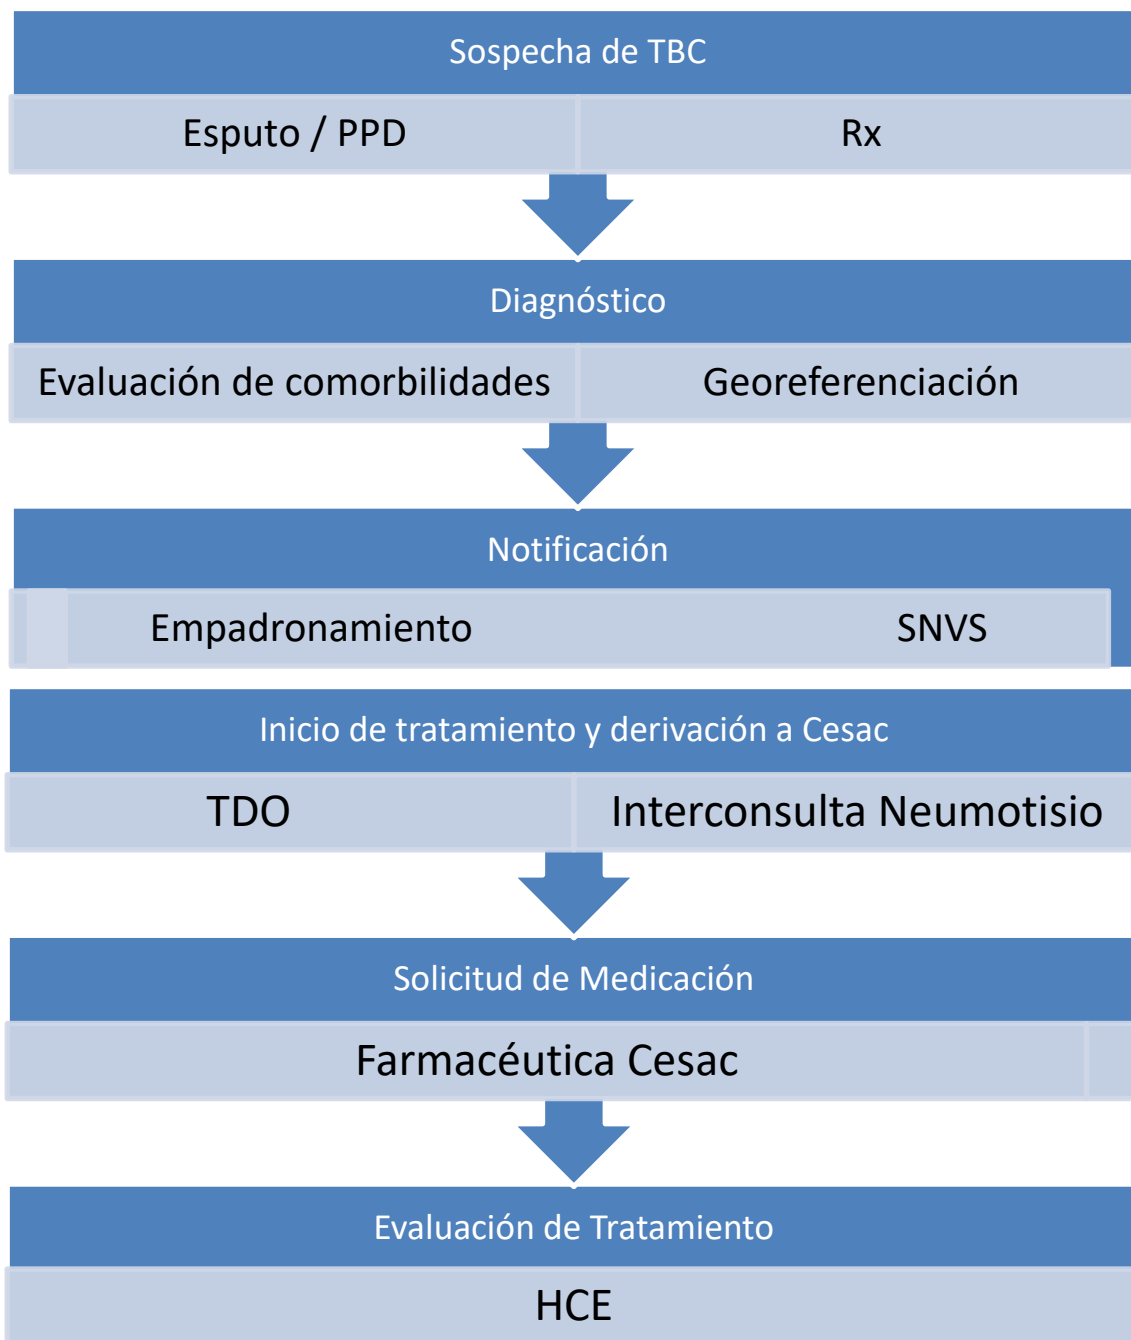 Sospecha de TBC
Esputo / PPD
Rx
Diagnóstico
Evaluación de comorbilidades
Georeferenciación
Notificación
Empadronamiento
SNVS
Inicio de tratamiento y derivación a Cesac
TDO
Interconsulta Neumotisio
Solicitud de Medicación
Farmacéutica Cesac
Evaluación de Tratamiento
HCE